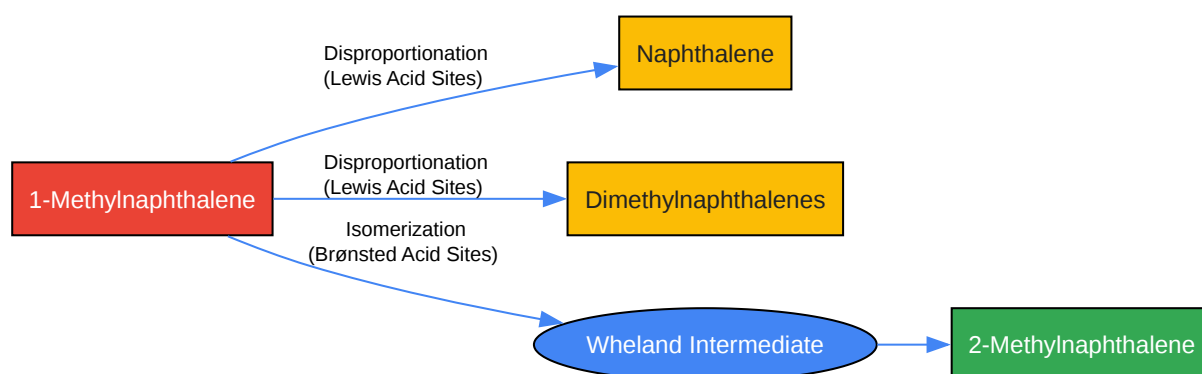 Disproportionation
(Lewis Acid Sites)
Naphthalene
1-Methylnaphthalene
Disproportionation
(Lewis Acid Sites)
Dimethylnaphthalenes
Isomerization
(Brønsted Acid Sites)
Wheland Intermediate
2-Methylnaphthalene